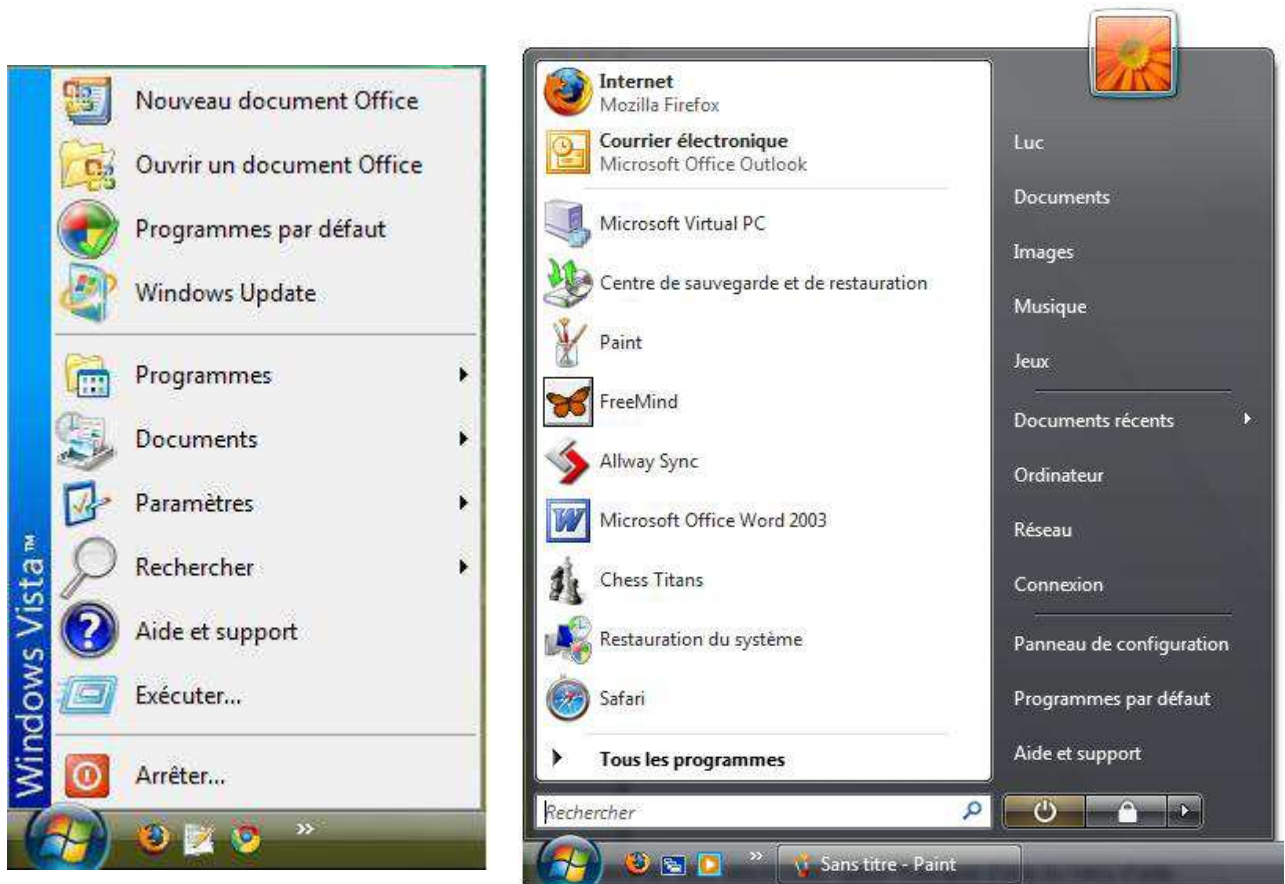 Nouveau document Office
Ouvrir un document Office
Programmes par défaut
Windows Update
Programmes
Documents
Paramètres
Rechercher
Aide et support
Exécuter...
Arrêter...
Windows Vista™
Internet
Mozilla Firefox
Courrier électronique
Microsoft Office Outlook
Microsoft Virtual PC
Centre de sauvegarde et de restauration
Paint
FreeMind
Allway Sync
Microsoft Office Word 2003
Chess Titans
Restauration du système
Safari
Tous les programmes
Rechercher
Luc
Documents
Images
Musique
Jeux
Documents récents
Ordinateur
Réseau
Connexion
Panneau de configuration
Programmes par défaut
Aide et support
Sans titre - Paint